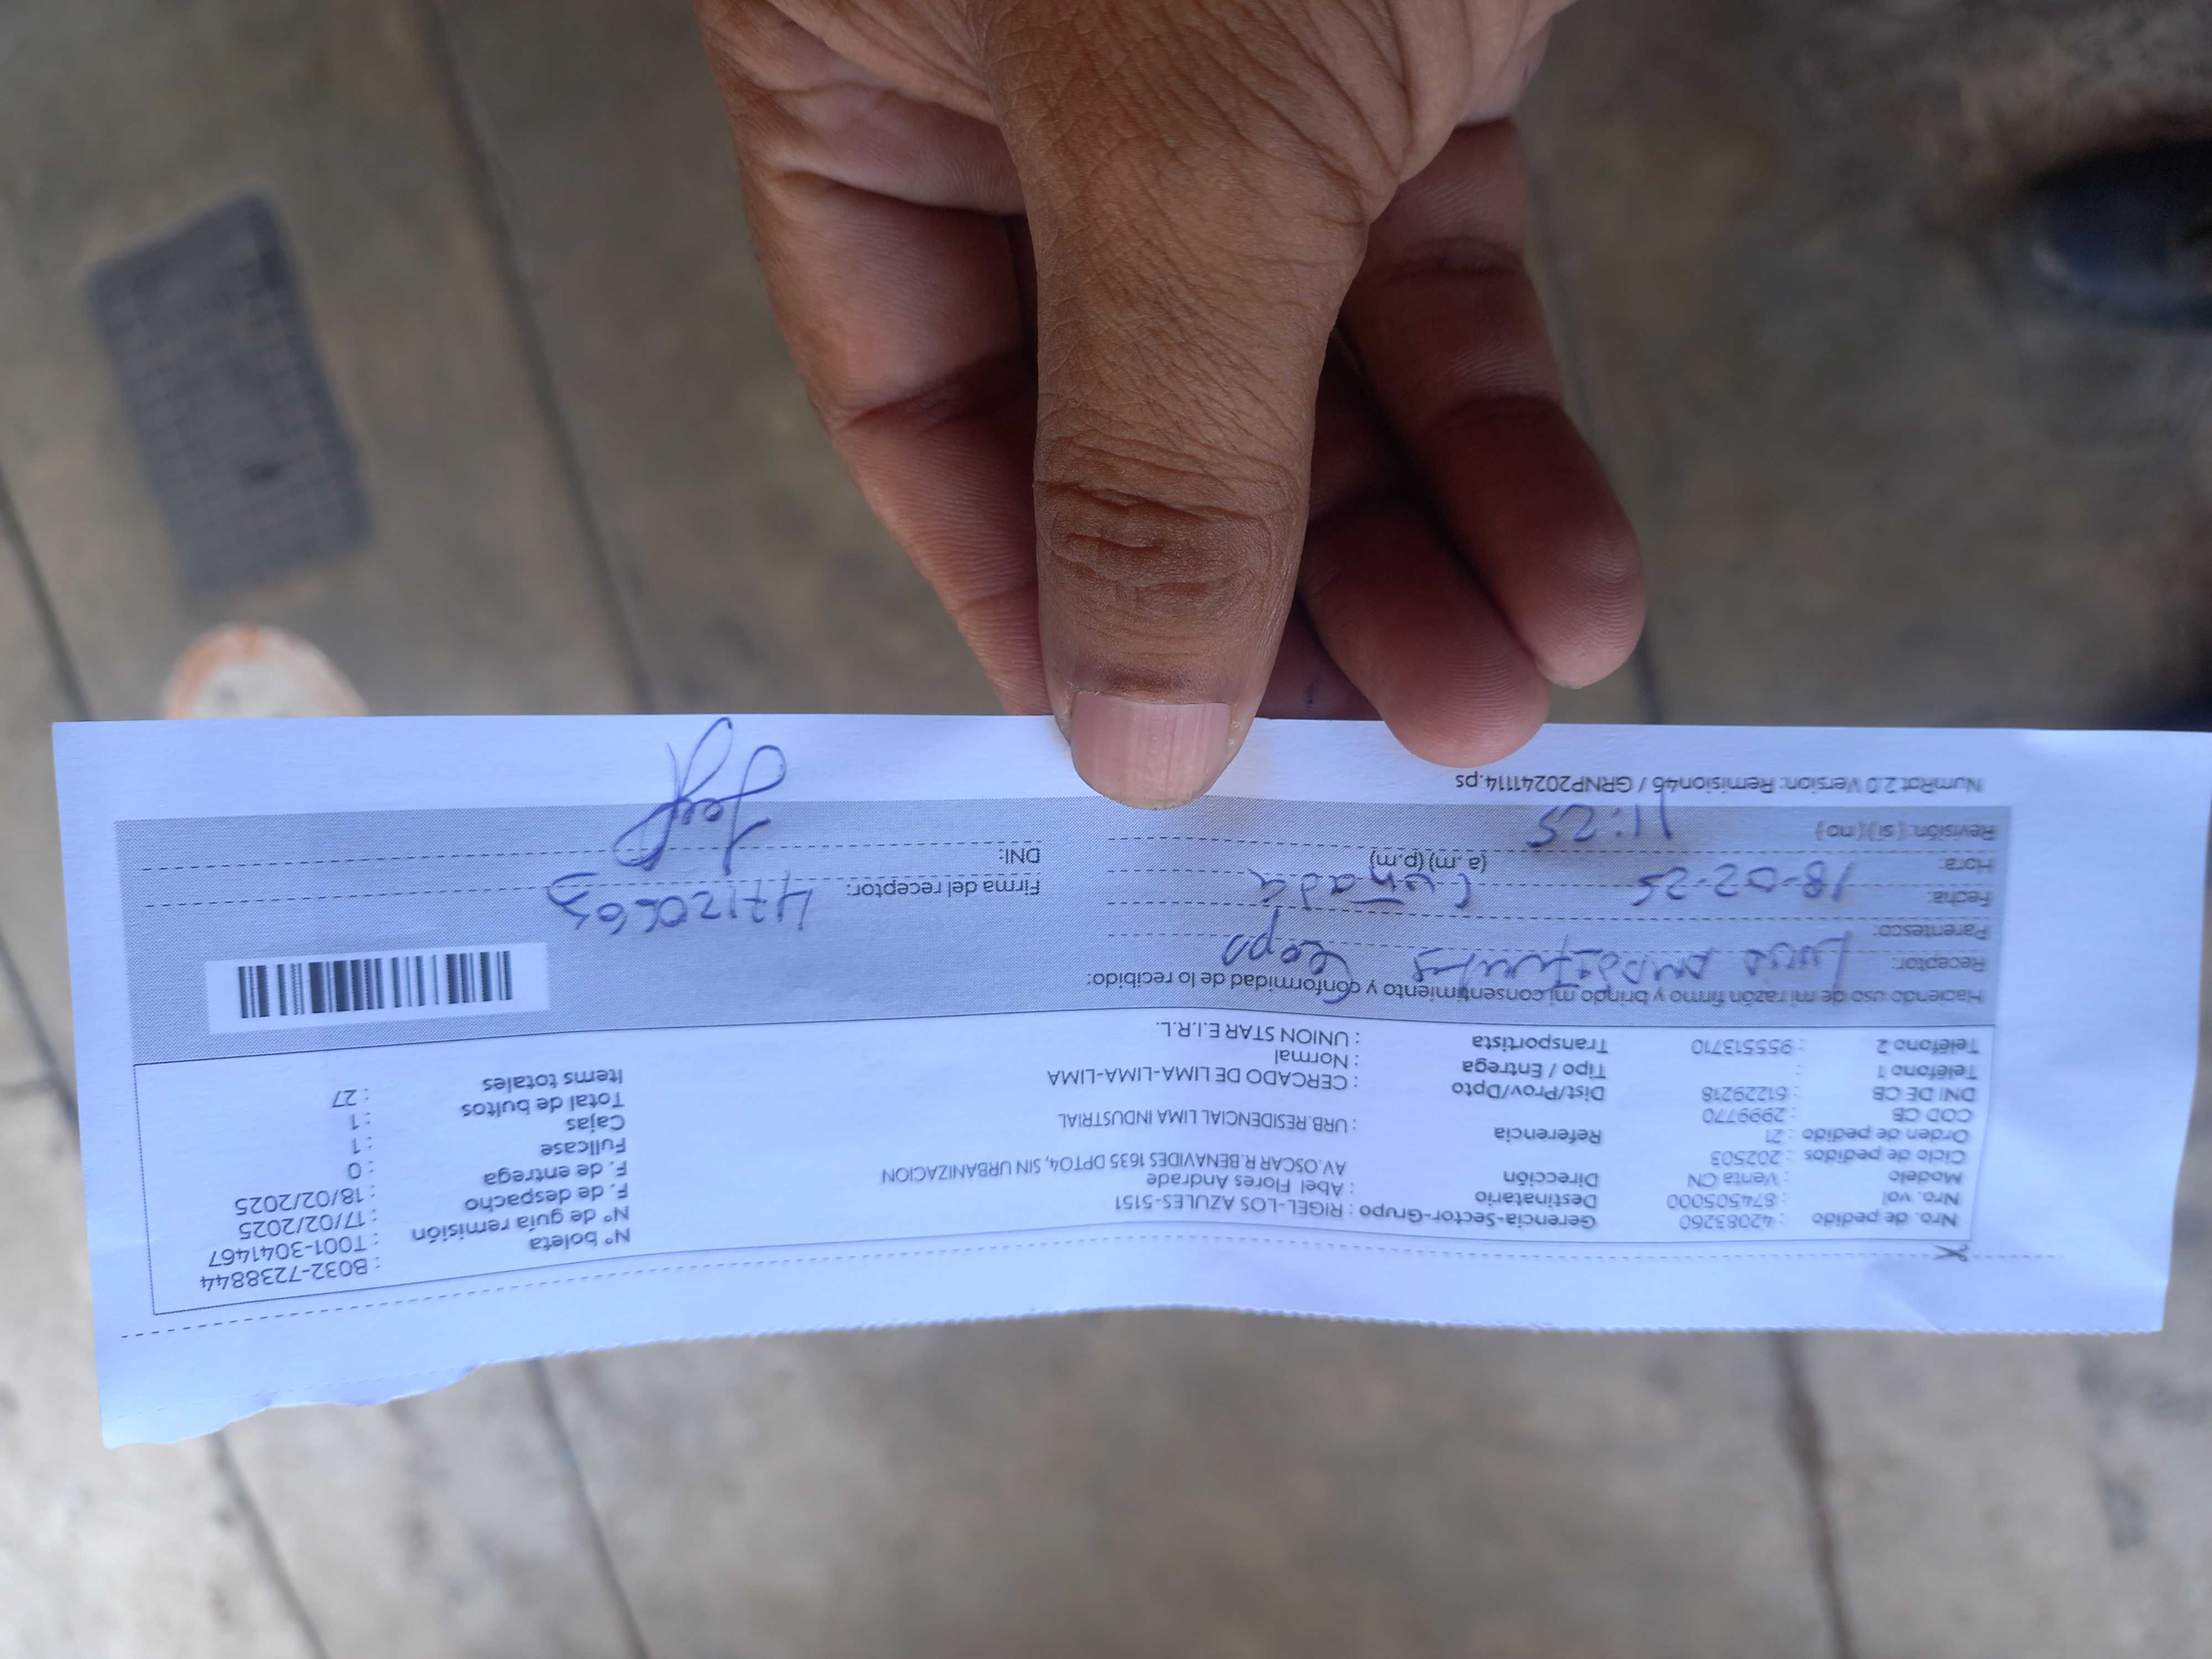 Nro. de pedido : 42083260
Nro. vol : 874505000
Modelo : Venta CN
Ciclo de pedidos : 202503
Orden de pedido : 21
COD CB : 2999770
DNI DE CB : 61229218
Teléfono 1 :
Teléfono 2 : 955513710
Gerencia-Sector-Grupo : RIGEL-LOS AZULES-5151
Destinatario : Abel Flores Andrade
Dirección AV.OSCAR R.BENAVIDES 1635 DPTO4, SIN URBANIZACION
Referencia : URB.RESIDENCIAL LIMA INDUSTRIAL
Dist/Prov/Dpto : CERCADO DE LIMA-LIMA-LIMA
Tipo / Entrega : Normal
Transportista : UNION STAR E.I.R.L.
N° boleta : B032-7238844
N° de guía remisión : T001-3041467
F. de despacho : 17/02/2025
F. de entrega : 18/02/2025
Fullcase : 0
Cajas : 1
Total de bultos : 1
Items totales : 27
Haciendo uso de mi razón firmo y brindo mi consentimiento y conformidad de lo recibido:
Receptor:
Parentesco: Cuñada
Fecha: 18-02-25
Hora: 11:25 (a.m) (p.m)
Revisión: ( si ) ( no )
Firma del receptor:
DNI:
NumRot 2.0 Version: Remision46 / GRNP20241114.ps